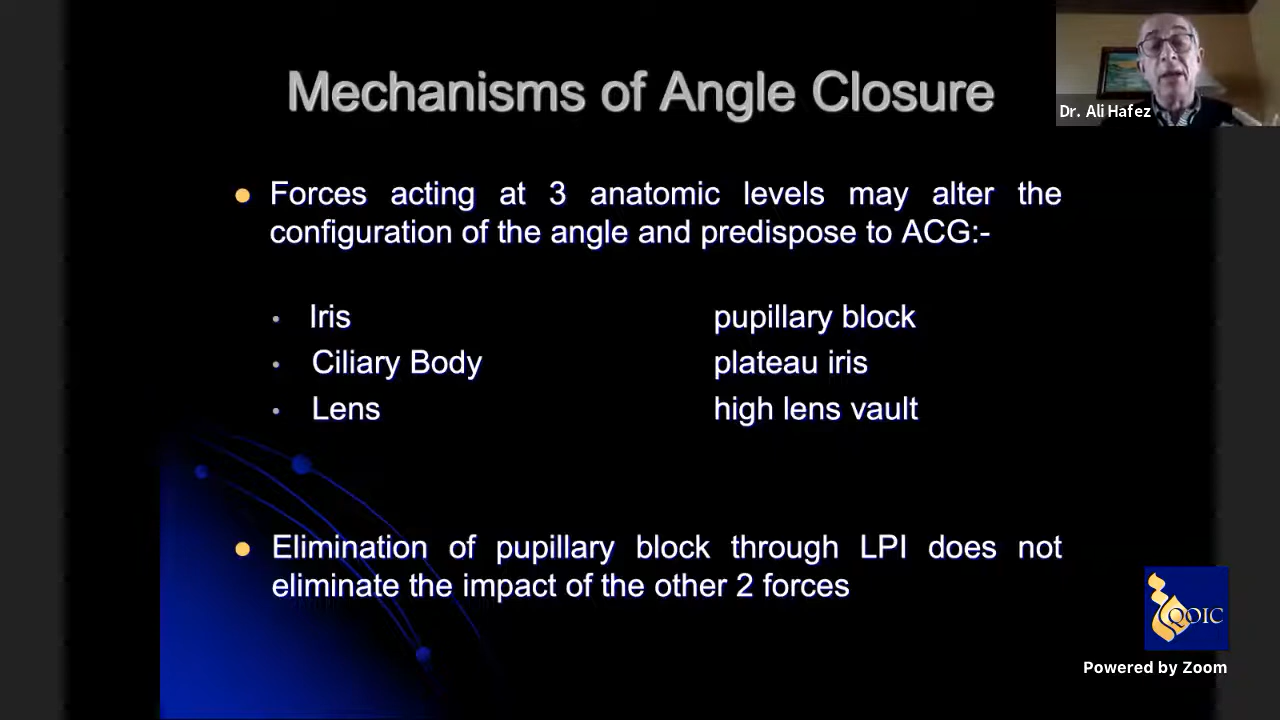 Mechanisms of Angle Closure
Dr. Ali Hafez
Forces acting at 3 anatomic levels may alter the
configuration of the angle and predispose to ACG:-
Iris pupillary block
Ciliary Body plateau iris
Lens high lens vault
Elimination of pupillary block through LPI does not
eliminate the impact of the other 2 forces
QOIC
Powered by Zoom